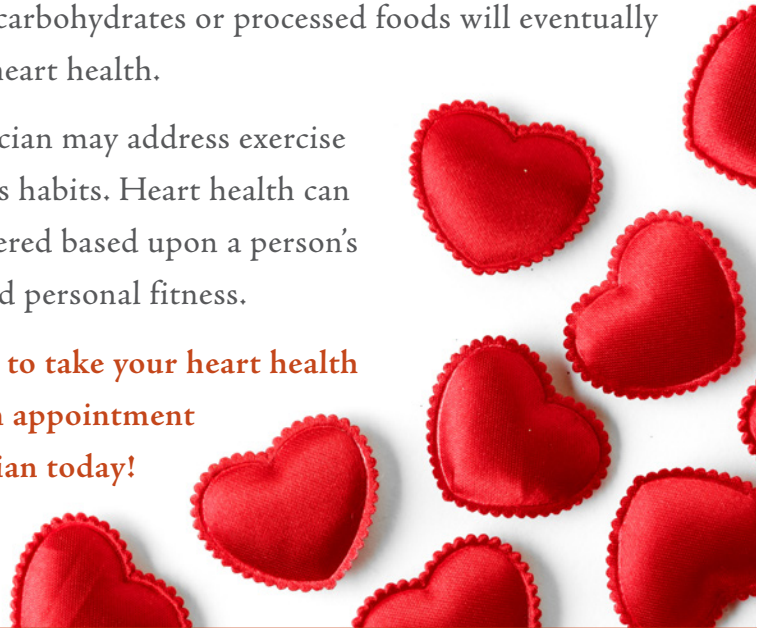 carbohydrates or processed foods will eventually
heart health.
cian may address exercise
s habits. Heart health can
ered based upon a person's
d personal fitness.
to take your heart health
n appointment
ian today!